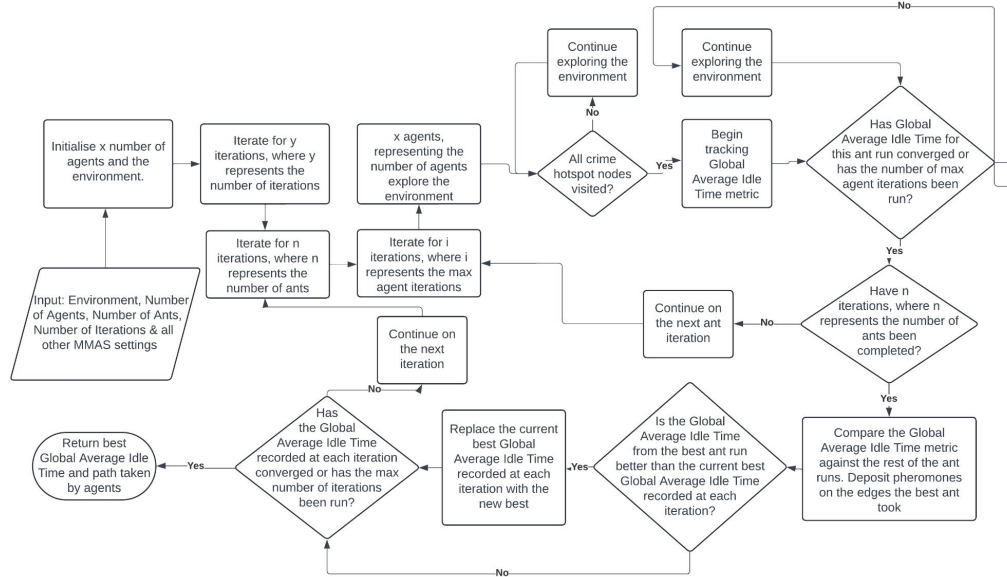 No
Continue
exploring the
environment
Continue
exploring the
environment
No
Initialise x number of
agents and the
environment.
Iterate for y
iterations, where y
represents the
number of iterations
x agents,
representing the
number of agents
explore the
environment
All crime
hotspot nodes
visited?
Yes
Begin
tracking
Global
Average Idle
Time metric
Has Global
Average Idle Time for
this ant run converged or
has the number of max
agent iterations been
run?
Yes
Iterate for n
iterations, where n
represents the
number of ants
Iterate for i
iterations, where i
represents the max
agent iterations
Input: Environment, Number
of Agents, Number of Ants,
Number of Iterations & all
other MMAS settings
Continue on
the next
iteration
Continue on
the next ant
iteration
No
Have n
iterations, where n
represents the number of
ants been
completed?
Yes
No
Return best
Global Average Idle
Time and path taken
by agents
Yes
Has
the Global
Average Idle Time
recorded at each iteration
converged or has the max
number of iterations
been run?
Replace the current
best Global
Average Idle Time
recorded at each
iteration with the
new best
Yes
Is the Global
Average Idle Time
from the best ant run
better than the current best
Global Average Idle Time
recorded at each
iteration?
Compare the Global
Average Idle Time metric
against the rest of the ant
runs. Deposit pheromones
on the edges the best ant
took
No